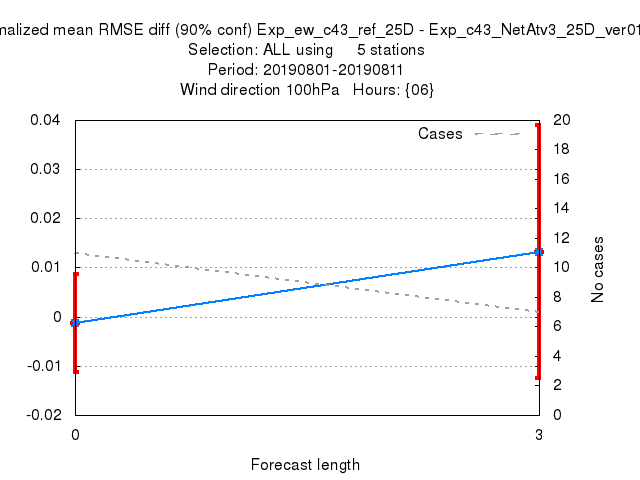 malized mean RMSE diff (90% conf) Exp_ew_c43_ref_25D - Exp_c43_NetAtv3_25D_ver01
Selection: ALL using     5 stations
Period: 20190801-20190811
Wind direction 100hPa   Hours: {06}
Cases
0.04
0.03
0.02
0.01
0
-0.01
-0.02
20
18
16
14
12
10
8
6
4
2
0
No cases
0
3
Forecast length